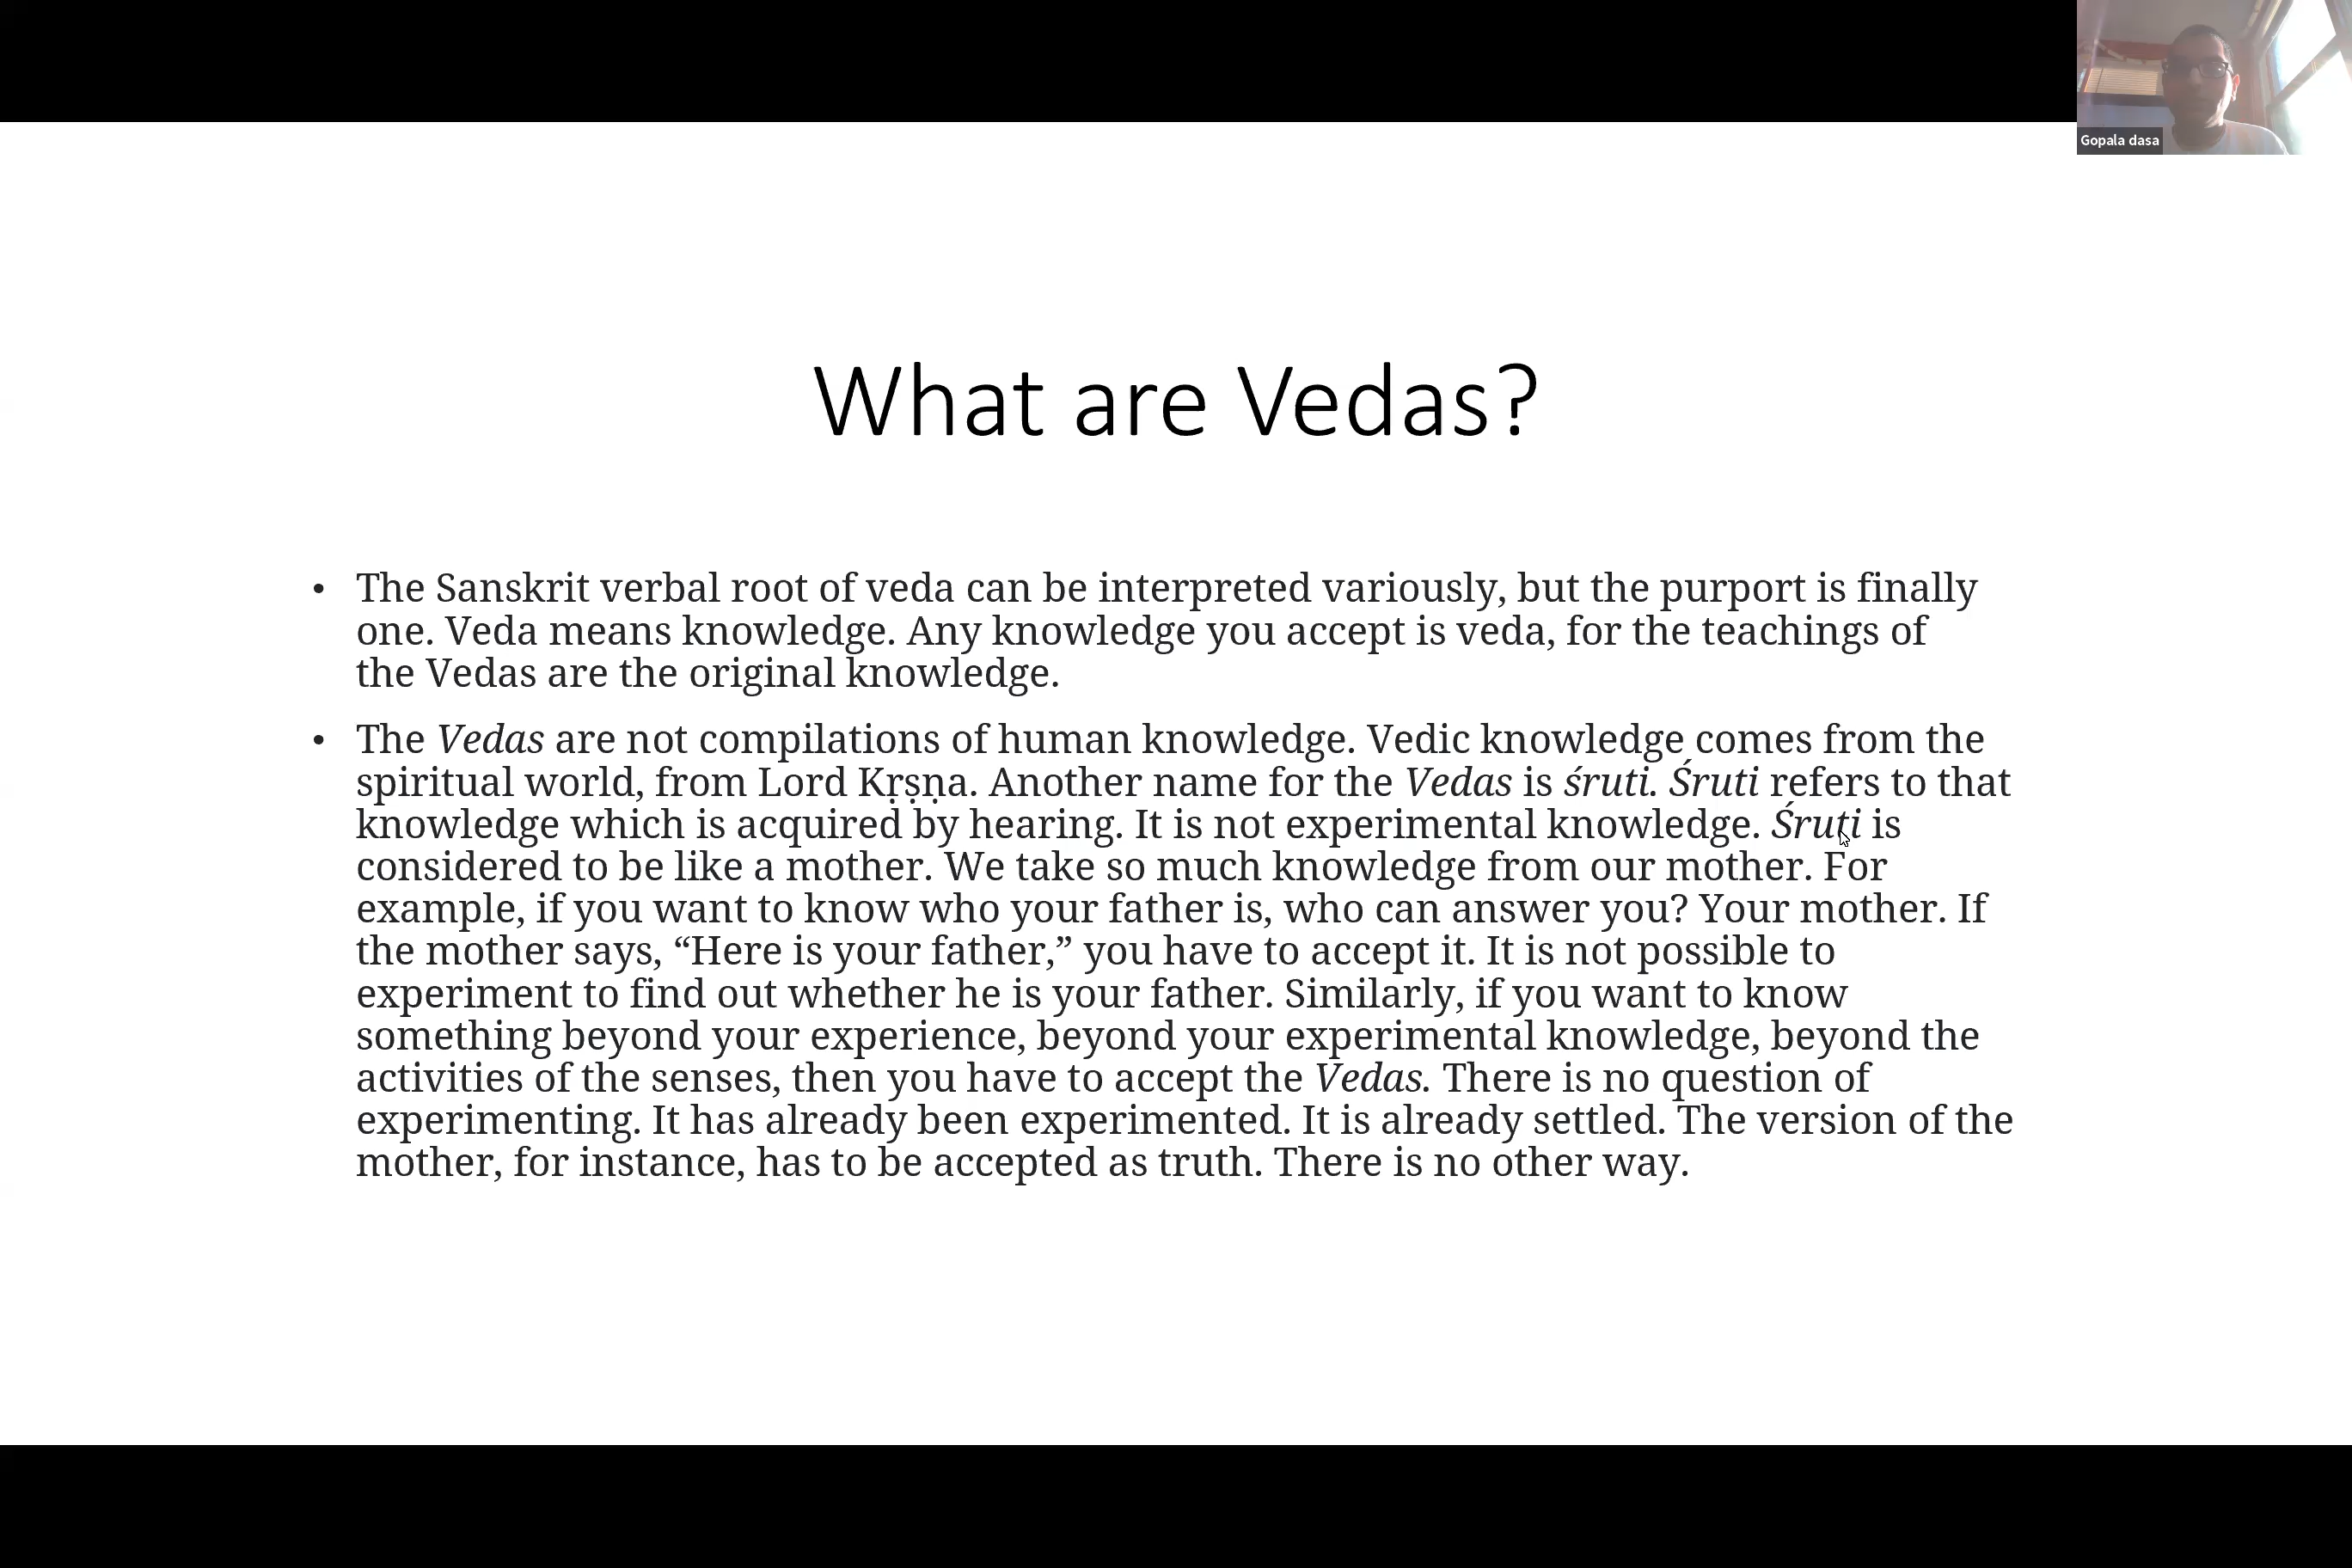 Gopala dasa
What are Vedas?
• The Sanskrit verbal root of veda can be interpreted variously, but the purport is finally
one. Veda means knowledge. Any knowledge you accept is veda, for the teachings of
the Vedas are the original knowledge.
• The Vedas are not compilations of human knowledge. Vedic knowledge comes from the
spiritual world, from Lord Kṛṣṇa. Another name for the Vedas is śruti. Śruti refers to that
knowledge which is acquired by hearing. It is not experimental knowledge. Śruti is
considered to be like a mother. We take so much knowledge from our mother. For
example, if you want to know who your father is, who can answer you? Your mother. If
the mother says, “Here is your father,” you have to accept it. It is not possible to
experiment to find out whether he is your father. Similarly, if you want to know
something beyond your experience, beyond your experimental knowledge, beyond the
activities of the senses, then you have to accept the Vedas. There is no question of
experimenting. It has already been experimented. It is already settled. The version of the
mother, for instance, has to be accepted as truth. There is no other way.